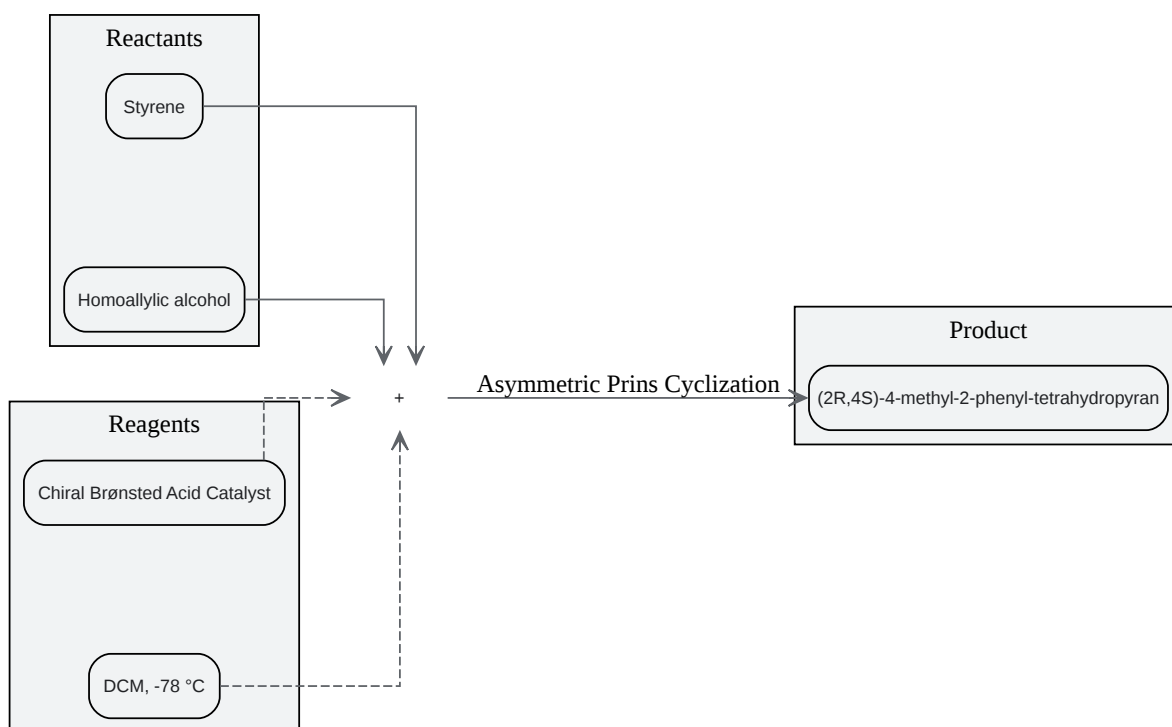 Reactants
Styrene
Homoallylic alcohol
Reagents
Chiral Brønsted Acid Catalyst
DCM, -78 °C
+
Asymmetric Prins Cyclization
Product
(2R,4S)-4-methyl-2-phenyl-tetrahydropyran